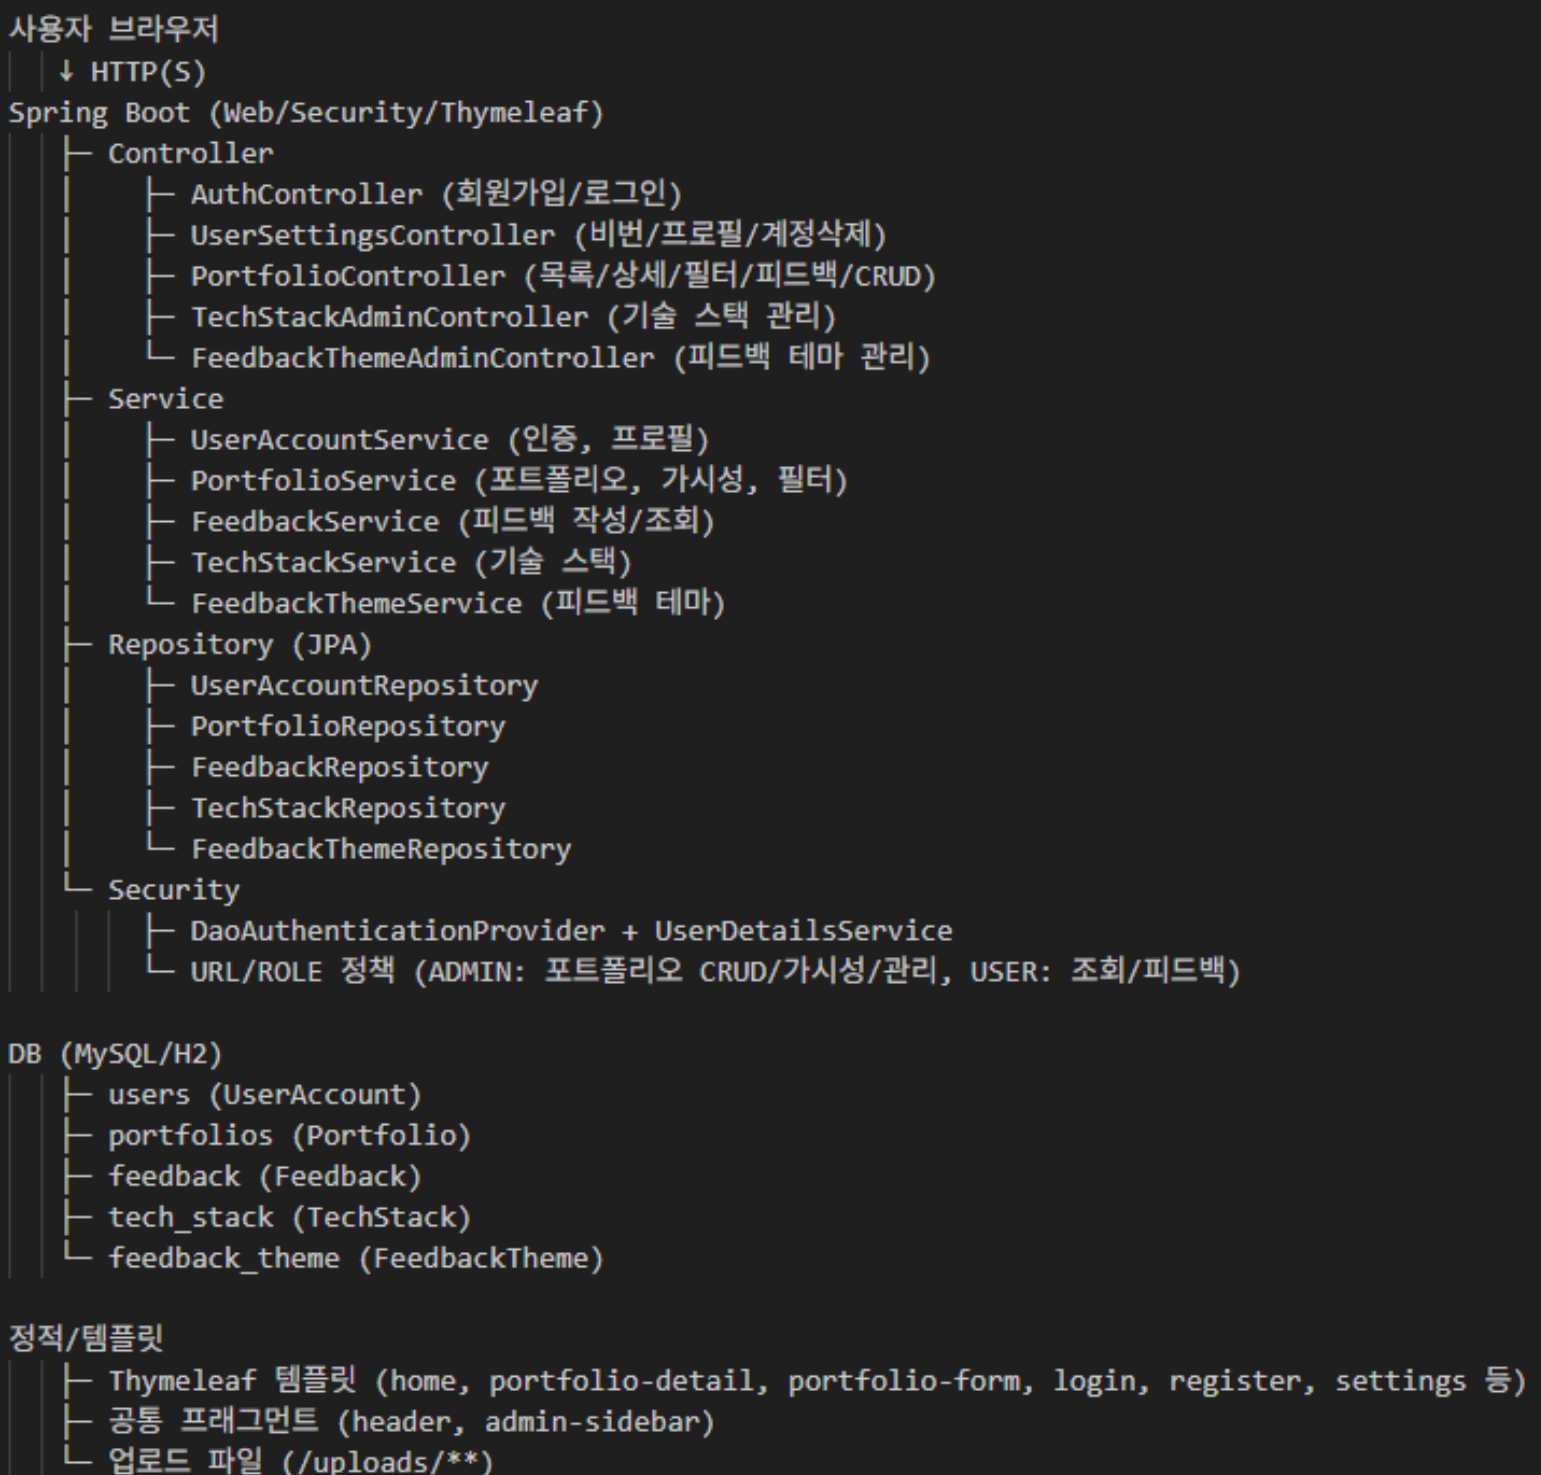 사용자 브라우저
↓ HTTP(S)
Spring Boot (Web/Security/Thymeleaf)
├─ Controller
│    ├─ AuthController (회원가입/로그인)
│    ├─ UserSettingsController (비번/프로필/계정삭제)
│    ├─ PortfolioController (목록/상세/필터/피드백/CRUD)
│    ├─ TechStackAdminController (기술 스택 관리)
│    └─ FeedbackThemeAdminController (피드백 테마 관리)
├─ Service
│    ├─ UserAccountService (인증, 프로필)
│    ├─ PortfolioService (포트폴리오, 가시성, 필터)
│    ├─ FeedbackService (피드백 작성/조회)
│    ├─ TechStackService (기술 스택)
│    └─ FeedbackThemeService (피드백 테마)
├─ Repository (JPA)
│    ├─ UserAccountRepository
│    ├─ PortfolioRepository
│    ├─ FeedbackRepository
│    ├─ TechStackRepository
│    └─ FeedbackThemeRepository
└─ Security
     ├─ DaoAuthenticationProvider + UserDetailsService
     └─ URL/ROLE 정책 (ADMIN: 포트폴리오 CRUD/가시성/관리, USER: 조회/피드백)
DB (MySQL/H2)
├─ users (UserAccount)
├─ portfolios (Portfolio)
├─ feedback (Feedback)
├─ tech_stack (TechStack)
└─ feedback_theme (FeedbackTheme)
정적/템플릿
├─ Thymeleaf 템플릿 (home, portfolio-detail, portfolio-form, login, register, settings 등)
├─ 공통 프래그먼트 (header, admin-sidebar)
└─ 업로드 파일 (/uploads/**)